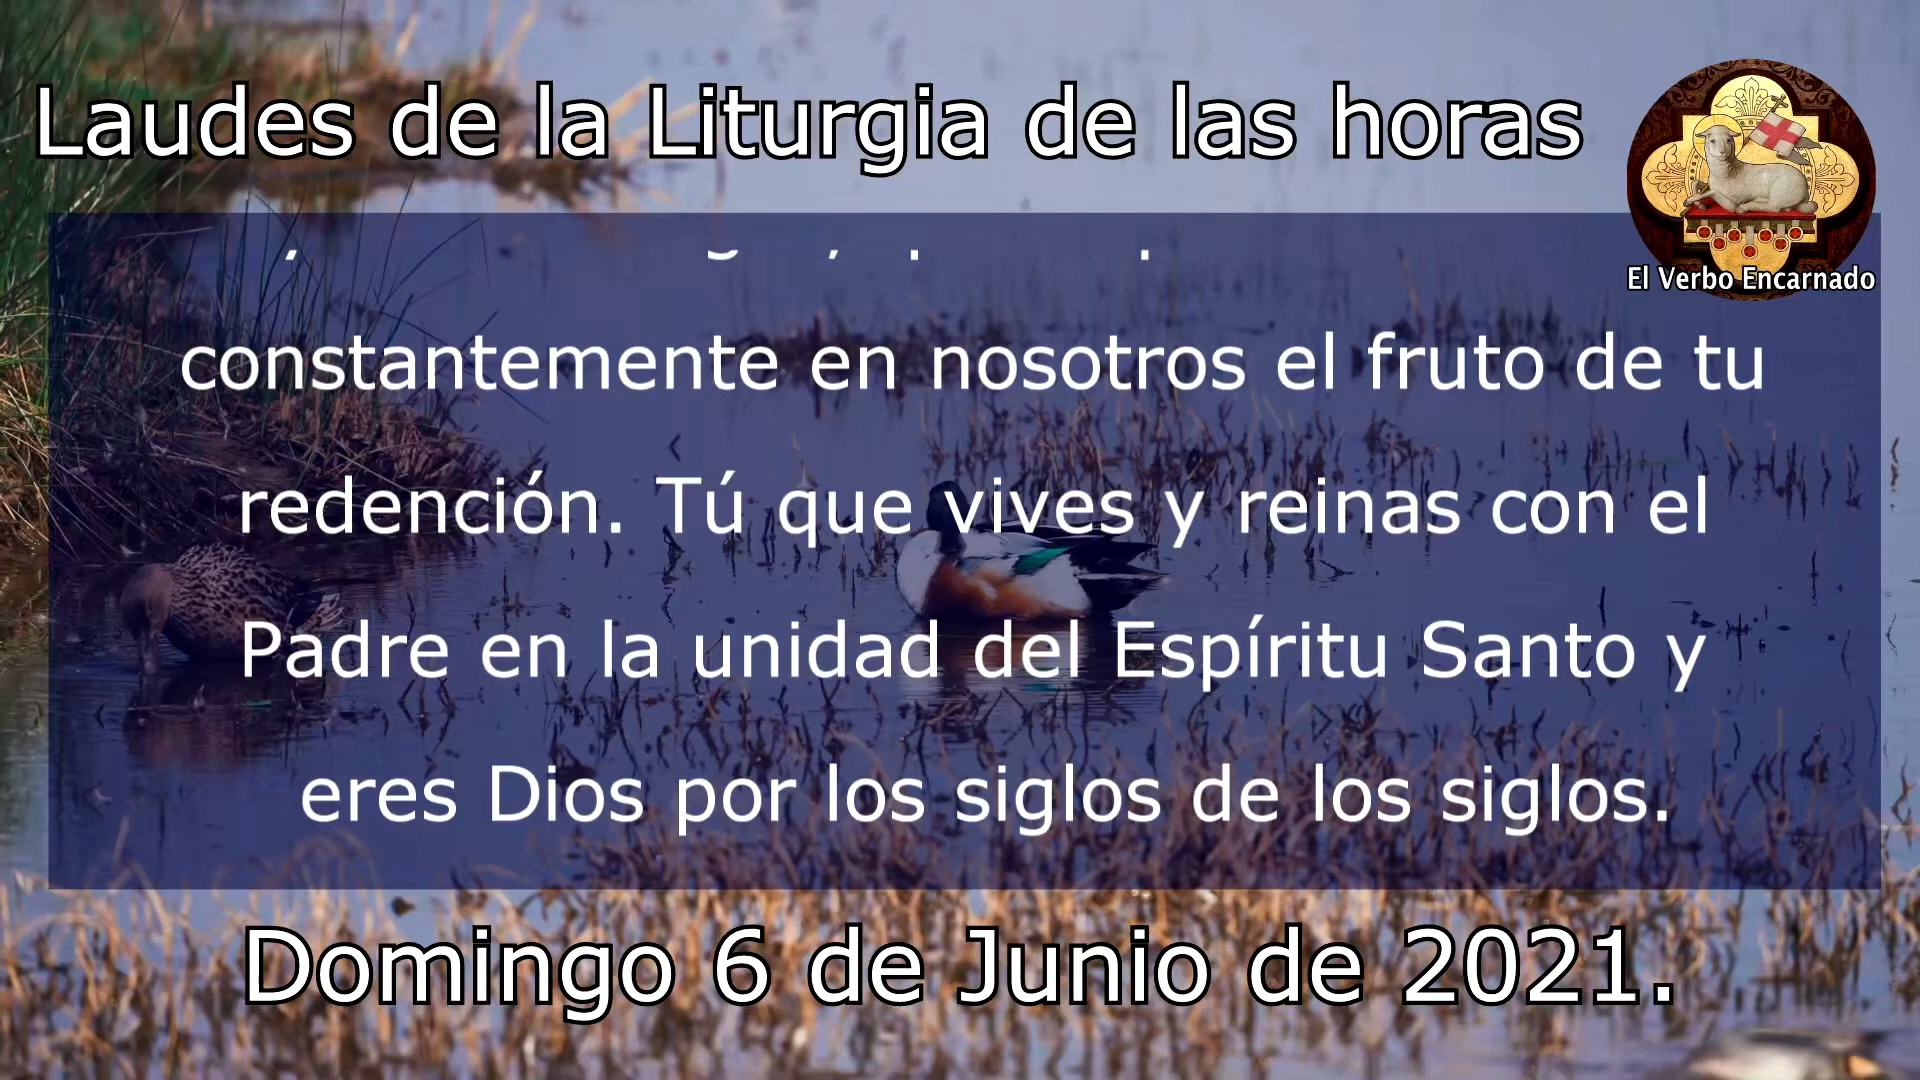 Laudes de la Liturgia de las horas
El Verbo Encarnado
constantemente en nosotros el fruto de tu
redención. Tú que vives y reinas con el
Padre en la unidad del Espíritu Santo y
eres Dios por los siglos de los siglos.
Domingo 6 de Junio de 2021.